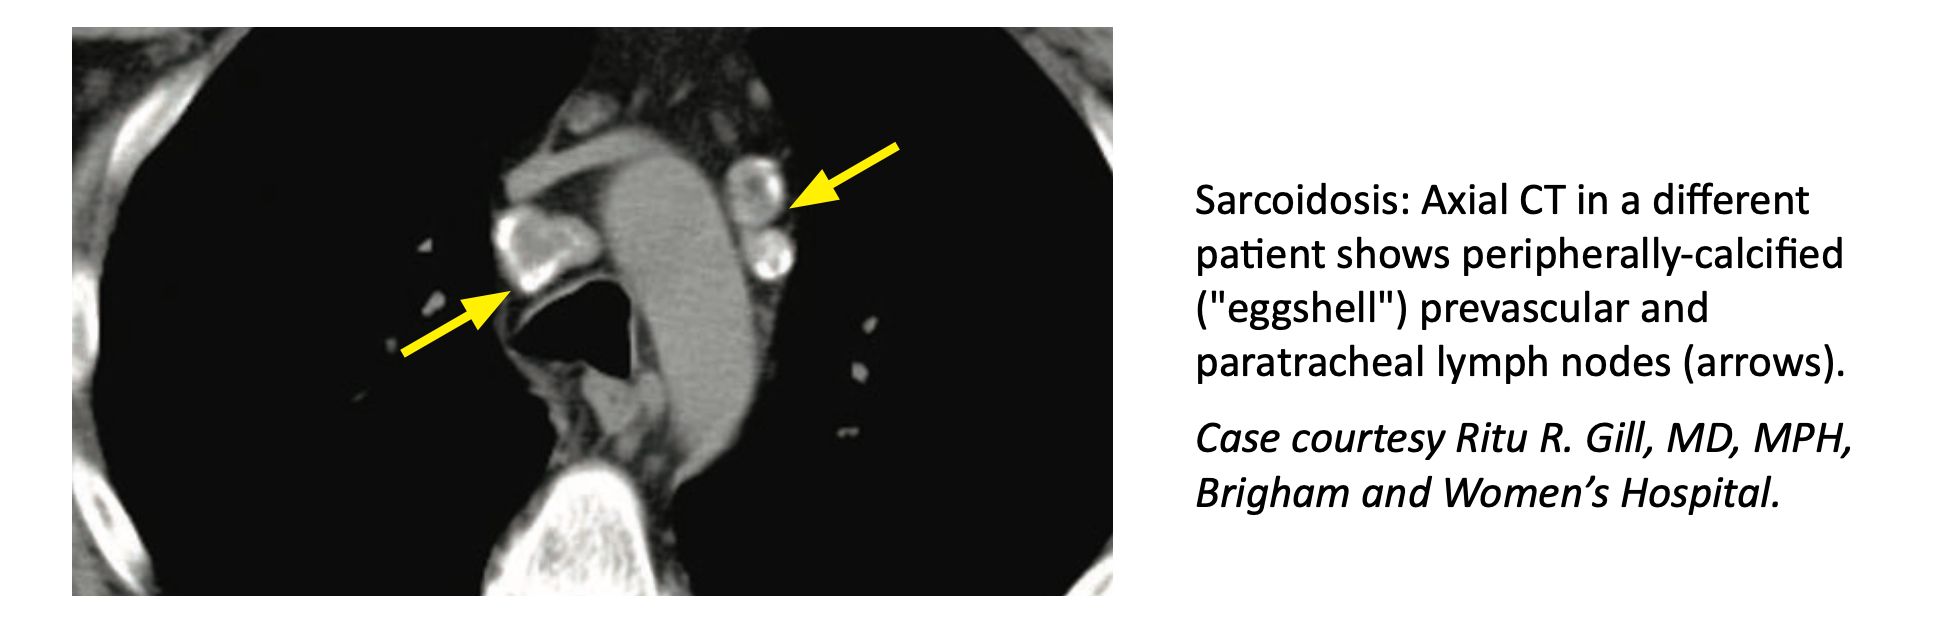 Sarcoidosis: Axial CT in a different
patient shows peripherally-calcified
("eggshell") prevascular and
paratracheal lymph nodes (arrows).
Case courtesy Ritu R. Gill, MD, MPH,
Brigham and Women’s Hospital.